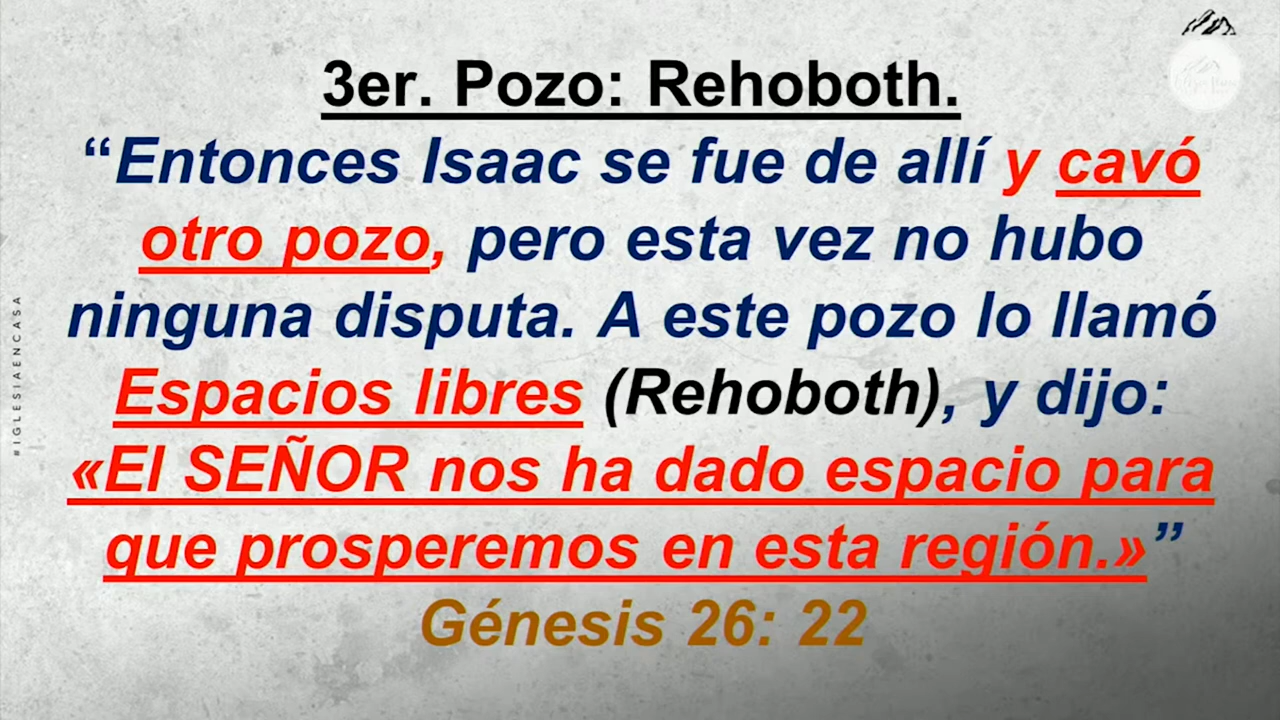 3er. Pozo: Rehoboth.
“Entonces Isaac se fue de allí y cavó
otro pozo, pero esta vez no hubo
ninguna disputa. A este pozo lo llamó
Espacios libres (Rehoboth), y dijo:
«El SEÑOR nos ha dado espacio para
que prosperemos en esta región.»”
Génesis 26: 22
#IGLESIAENCASA